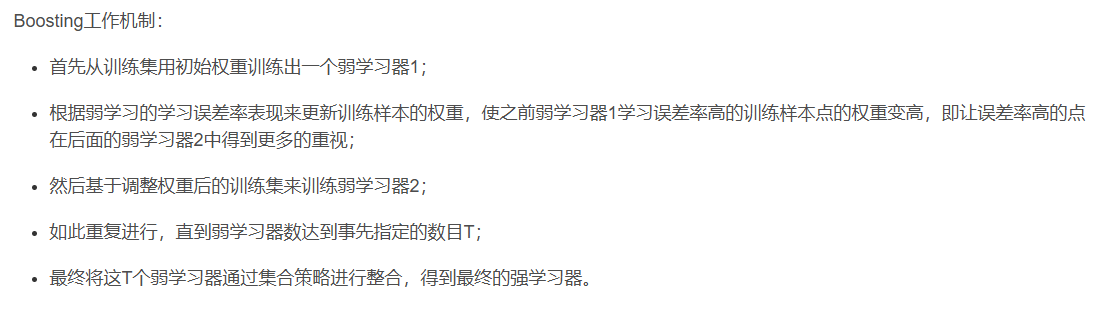 Boosting工作机制：
首先从训练集用初始权重训练出一个弱学习器1；
根据弱学习的学习误差率表现来更新训练样本的权重，使之前弱学习器1学习误差率高的训练样本点的权重变高，即让误差率高的点
在后面的弱学习器2中得到更多的重视；
然后基于调整权重后的训练集来训练弱学习器2；
如此重复进行，直到弱学习器数达到事先指定的数目T；
最终将这T个弱学习器通过集合策略进行整合，得到最终的强学习器。